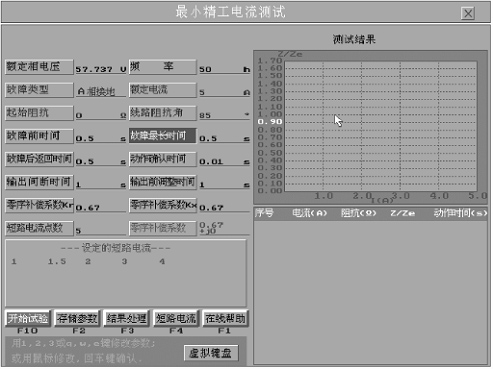 最小精工电流测试
额定相电压 57.737 V 频 率 50 h
故障类型 A相接地 额定电流 5 A
起始阻抗 0 Ω 线路阻抗角 85 °
故障前时间 0.5 s 故障最长时间 0.5 s
故障后返回时间 0.5 s 动作确认时间 0.01 s
输出间断时间 1 s 输出前调整时间 1 s
零序补偿系数Kr 0.67 零序补偿系数Kx 0.67
短路电流点数 5 零序补偿系数 0.67
+j0
---设定的短路电流---
1 1.5 2 3 4
开始试验 存储参数 结果处理 短路电流 在线帮助
F10 F2 F3 F4 F1
用1,2,3或q,w,e键修改参数;
或用鼠标修改,回车键确认.
虚拟键盘
测试结果
Z/Ze
1.70
1.60
1.50
1.40
1.30
1.20
1.10
1.00
0.90
0.80
0.70
0.60
0.50
0.40
0.30
0.20
0.10
0.00
1.0 2.0 3.0 4.0 5.0
I(A)
序号 电流(A) 阻抗(Ω) Z/Ze 动作时间(s)